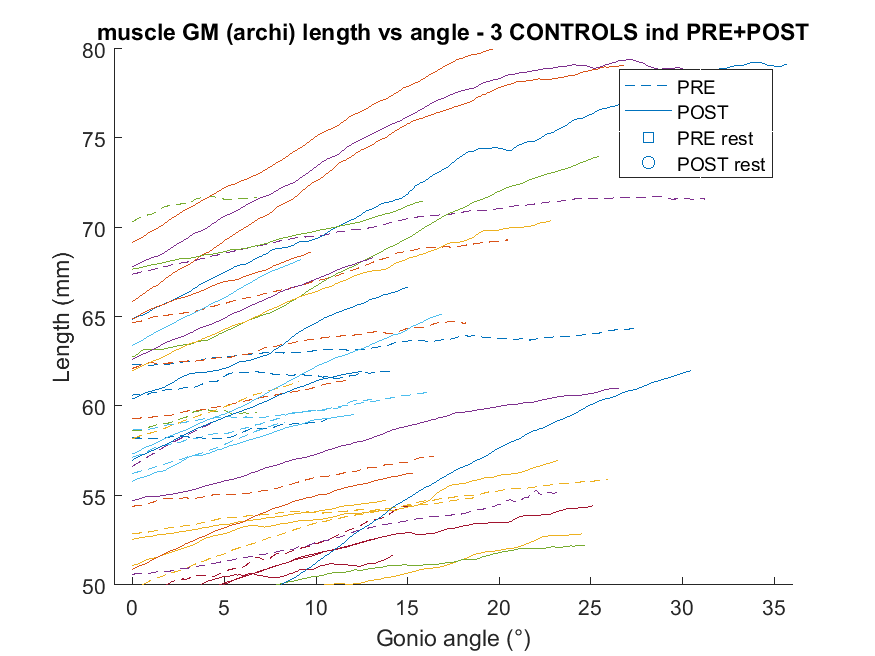 muscle GM (archi) length vs angle - 3 CONTROLS ind PRE+POST
80
75
70
65
60
55
50
Length (mm)
PRE
POST
PRE rest
POST rest
0 5 10 15 20 25 30 35
Gonio angle (°)